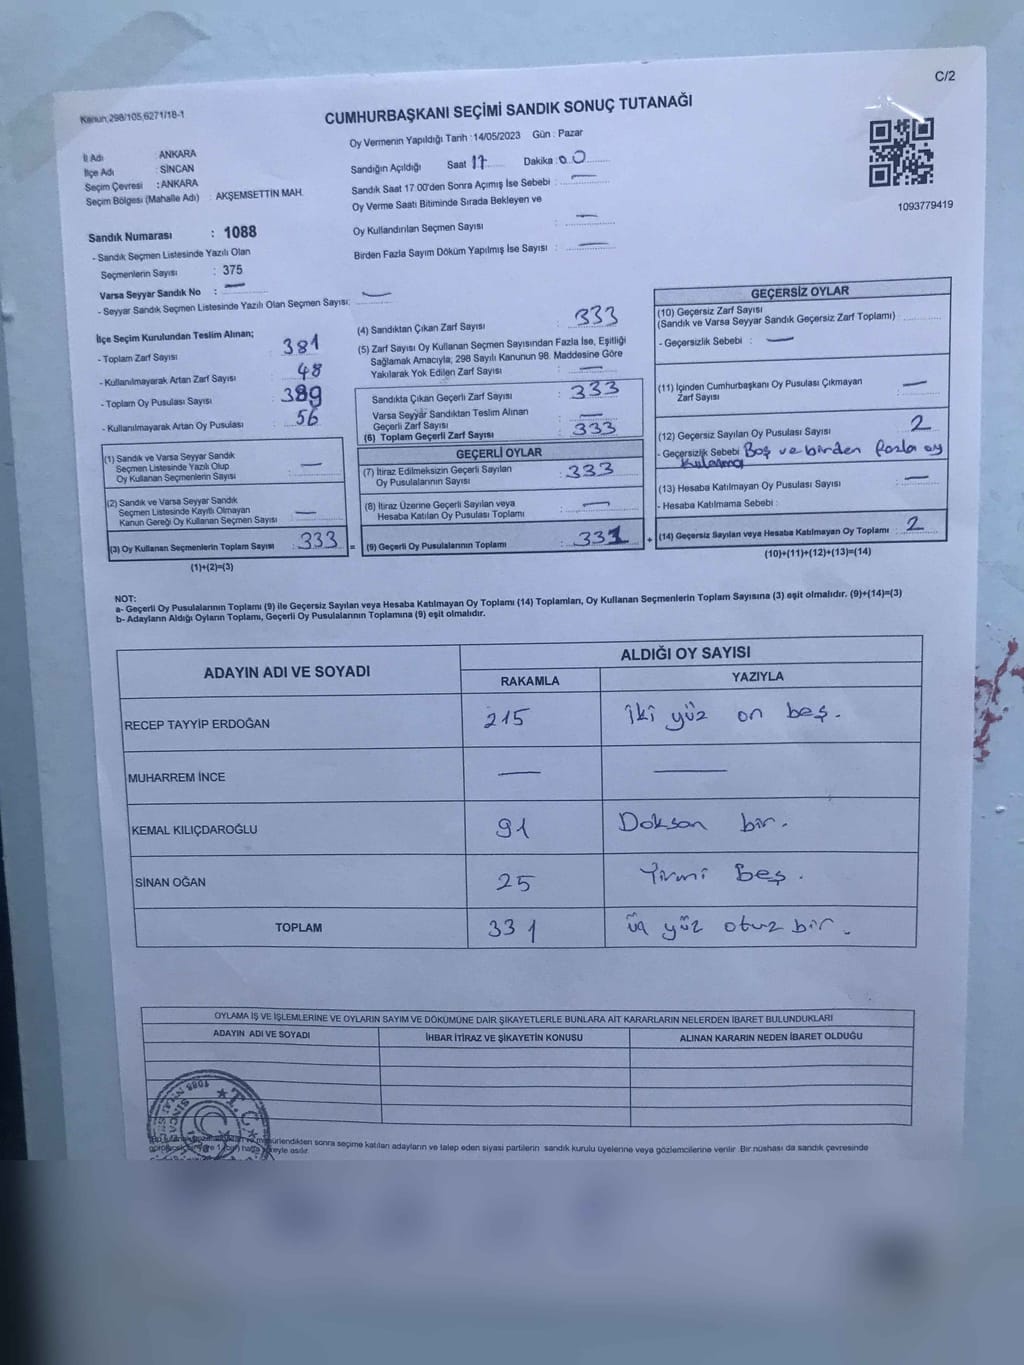 C/2
Kanun,298/105,6271/18-1
CUMHURBAŞKANI SEÇİMİ SANDIK SONUÇ TUTANAĞI
Oy Vermenin Yapıldığı Tarih :14/05/2023 Gün : Pazar
İl Adı : ANKARA
İlçe Adı : SİNCAN
Seçim Çevresi : ANKARA
Seçim Bölgesi (Mahalle Adı) : AKŞEMSETTİN MAH.
Sandığın Açıldığı Saat 17 Dakika : 00
Sandık Saat 17.00'den Sonra Açımış İse Sebebi : —
Oy Verme Saati Bitiminde Sırada Bekleyen ve
Oy Kullandırılan Seçmen Sayısı : —
Birden Fazla Sayım Döküm Yapılmış İse Sayısı : —
1093779419
Sandık Numarası : 1088
- Sandık Seçmen Listesinde Yazılı Olan
Seçmenlerin Sayısı : 375
Varsa Seyyar Sandık No : —
- Seyyar Sandık Seçmen Listesinde Yazılı Olan Seçmen Sayısı: —
İlçe Seçim Kurulundan Teslim Alınan;
- Toplam Zarf Sayısı : 381
- Kullanılmayarak Artan Zarf Sayısı : 48
- Toplam Oy Pusulası Sayısı : 389
- Kullanılmayarak Artan Oy Pusulası : 56
(1) Sandık ve Varsa Seyyar Sandık
Seçmen Listesinde Yazılı Olup
Oy Kullanan Seçmenlerin Sayısı : —
(2) Sandık ve Varsa Seyyar Sandık
Seçmen Listesinde Kayıtlı Olmayan
Kanun Gereği Oy Kullanan Seçmen Sayısı : —
(3) Oy Kullanan Seçmenlerin Toplam Sayısı : 333 =
(1)+(2)=(3)
(4) Sandıktan Çıkan Zarf Sayısı : 333
(5) Zarf Sayısı Oy Kullanan Seçmen Sayısından Fazla İse, Eşitliği
Sağlamak Amacıyla, 298 Sayılı Kanunun 98. Maddesine Göre
Yakılarak Yok Edilen Zarf Sayısı : —
Sandıkta Çıkan Geçerli Zarf Sayısı : 333
Varsa Seyyar Sandıktan Teslim Alınan
Geçerli Zarf Sayısı : —
(6) Toplam Geçerli Zarf Sayısı : 333
GEÇERLİ OYLAR
(7) İtiraz Edilmeksizin Geçerli Sayılan
Oy Pusulalarının Sayısı : 333
(8) İtiraz Üzerine Geçerli Sayılan veya
Hesaba Katılan Oy Pusulası Toplamı : —
(9) Geçerli Oy Pusulalarının Toplamı : 331 +
GEÇERSİZ OYLAR
(10) Geçersiz Zarf Sayısı
(Sandık ve Varsa Seyyar Sandık Geçersiz Zarf Toplamı) :
- Geçersizlik Sebebi : —
(11) İçinden Cumhurbaşkanı Oy Pusulası Çıkmayan
Zarf Sayısı : —
(12) Geçersiz Sayılan Oy Pusulası Sayısı : 2
- Geçersizlik Sebebi Boş ve birden fazla oy
(13) Hesaba Katılmayan Oy Pusulası Sayısı : —
- Hesaba Katılmama Sebebi :
(14) Geçersiz Sayılan veya Hesaba Katılmayan Oy Toplamı : 2
(10)+(11)+(12)+(13)=(14)
NOT:
a- Geçerli Oy Pusulalarının Toplamı (9) ile Geçersiz Sayılan veya Hesaba Katılmayan Oy Toplamı (14) Toplamları, Oy Kullanan Seçmenlerin Toplam Sayısına (3) eşit olmalıdır. (9)+(14)=(3)
b- Adayların Aldığı Oyların Toplamı, Geçerli Oy Pusulalarının Toplamına (9) eşit olmalıdır.
ADAYIN ADI VE SOYADI ALDIĞI OY SAYISI
RAKAMLA YAZIYLA
RECEP TAYYİP ERDOĞAN 215 iki yüz on beş.
MUHARREM İNCE — —
KEMAL KILIÇDAROĞLU 91 Doksan bir.
SİNAN OĞAN 25 Yirmi Beş.
TOPLAM 331 üç yüz otuz bir.
OYLAMA İŞ VE İŞLEMLERİNE VE OYLARIN SAYIM VE DÖKÜMÜNE DAİR ŞİKAYETLERLE BUNLARA AİT KARARLARIN NELERDEN İBARET BULUNDUKLARI
ADAYIN ADI VE SOYADI İHBAR İTİRAZ VE ŞİKAYETİN KONUSU ALINAN KARARIN NEDEN İBARET OLDUĞU
1088 T.C.
sonra seçime katılan adayların ve talep eden siyasi partilerin sandık kurulu üyelerine veya gözlemcilerine verilir. Bir nüshası da sandık çevresinde
asılır.